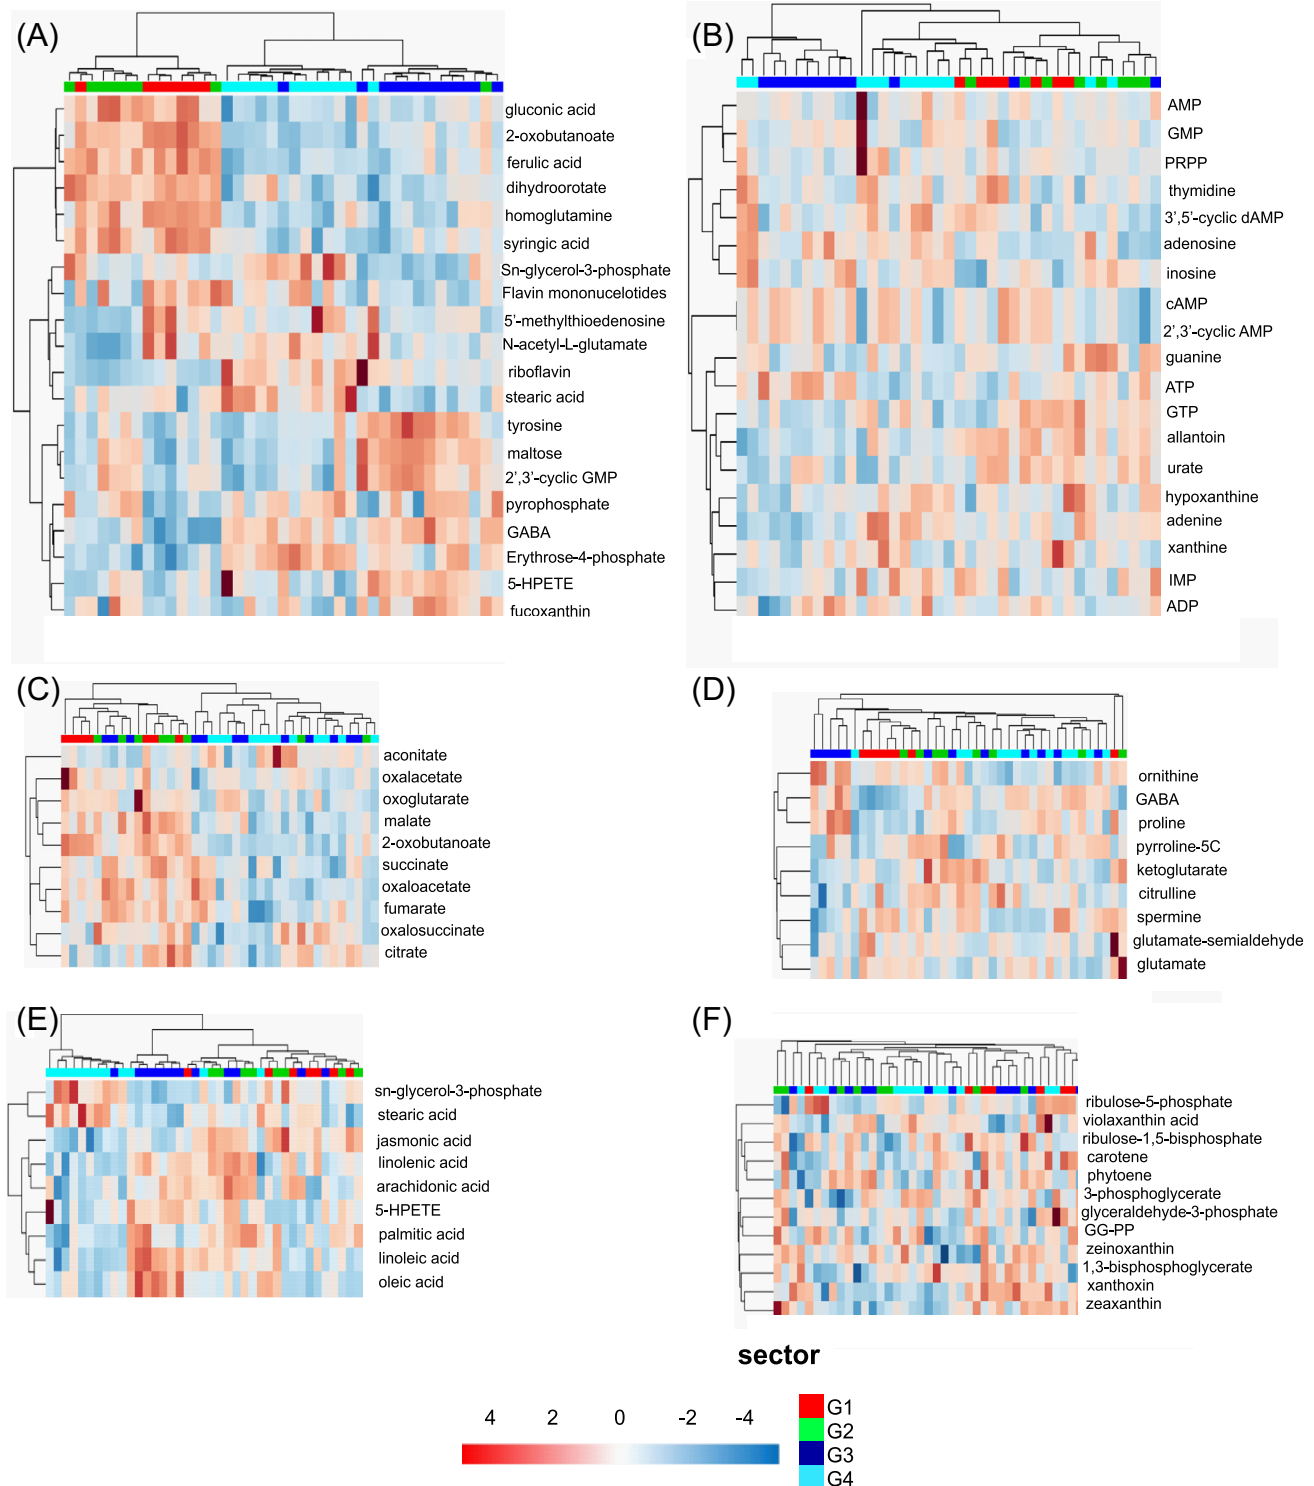 (A)
gluconic acid
2-oxobutanoate
ferulic acid
dihydroorotate
homoglutamine
syringic acid
Sn-glycerol-3-phosphate
Flavin mononucelotides
5'-methylthioedenosine
N-acetyl-L-glutamate
riboflavin
stearic acid
tyrosine
maltose
2',3'-cyclic GMP
pyrophosphate
GABA
Erythrose-4-phosphate
5-HPETE
fucoxanthin
(B)
AMP
GMP
PRPP
thymidine
3',5'-cyclic dAMP
adenosine
inosine
cAMP
2',3'-cyclic AMP
guanine
ATP
GTP
allantoin
urate
hypoxanthine
adenine
xanthine
IMP
ADP
(C)
aconitate
oxalacetate
oxoglutarate
malate
2-oxobutanoate
succinate
oxaloacetate
fumarate
oxalosuccinate
citrate
(D)
ornithine
GABA
proline
pyrroline-5C
ketoglutarate
citrulline
spermine
glutamate-semialdehyde
glutamate
(E)
sn-glycerol-3-phosphate
stearic acid
jasmonic acid
linolenic acid
arachidonic acid
5-HPETE
palmitic acid
linoleic acid
oleic acid
(F)
ribulose-5-phosphate
violaxanthin acid
ribulose-1,5-bisphosphate
carotene
phytoene
3-phosphoglycerate
glyceraldehyde-3-phosphate
GG-PP
zeinoxanthin
1,3-bisphosphoglycerate
xanthoxin
zeaxanthin
sector
4 2 0 -2 -4
G1
G2
G3
G4